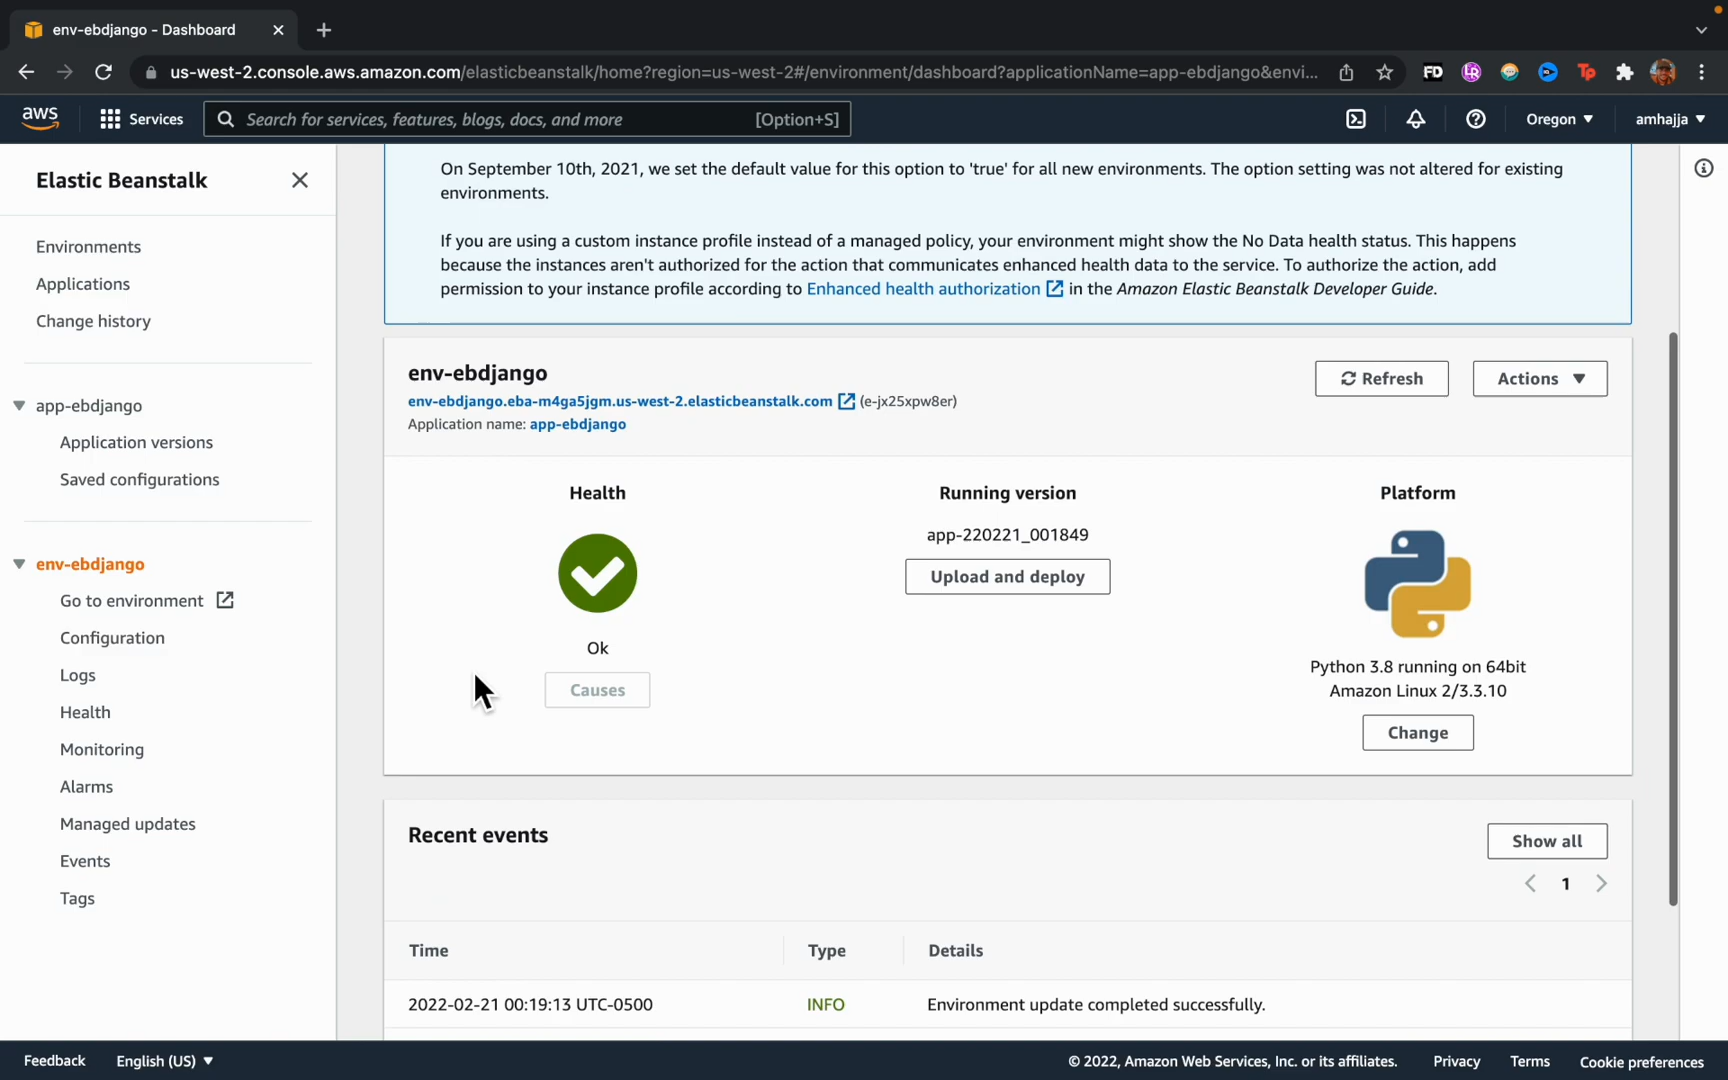 env-ebdjango - Dashboard
us-west-2.console.aws.amazon.com/elasticbeanstalk/home?region=us-west-2#/environment/dashboard?applicationName=app-ebdjango&envi...
FD
Tp
aws
Services
Search for services, features, blogs, docs, and more
[Option+S]
Oregon
amhajja
Elastic Beanstalk
Environments
Applications
Change history
app-ebdjango
Application versions
Saved configurations
env-ebdjango
Go to environment
Configuration
Logs
Health
Monitoring
Alarms
Managed updates
Events
Tags
On September 10th, 2021, we set the default value for this option to 'true' for all new environments. The option setting was not altered for existing
environments.
If you are using a custom instance profile instead of a managed policy, your environment might show the No Data health status. This happens
because the instances aren't authorized for the action that communicates enhanced health data to the service. To authorize the action, add
permission to your instance profile according to Enhanced health authorization in the Amazon Elastic Beanstalk Developer Guide.
env-ebdjango
env-ebdjango.eba-m4ga5jgm.us-west-2.elasticbeanstalk.com (e-jx25xpw8er)
Application name: app-ebdjango
Refresh
Actions
Health
Ok
Causes
Running version
app-220221_001849
Upload and deploy
Platform
Python 3.8 running on 64bit
Amazon Linux 2/3.3.10
Change
Recent events
Show all
1
Time
Type
Details
2022-02-21 00:19:13 UTC-0500
INFO
Environment update completed successfully.
Feedback
English (US)
© 2022, Amazon Web Services, Inc. or its affiliates.
Privacy
Terms
Cookie preferences